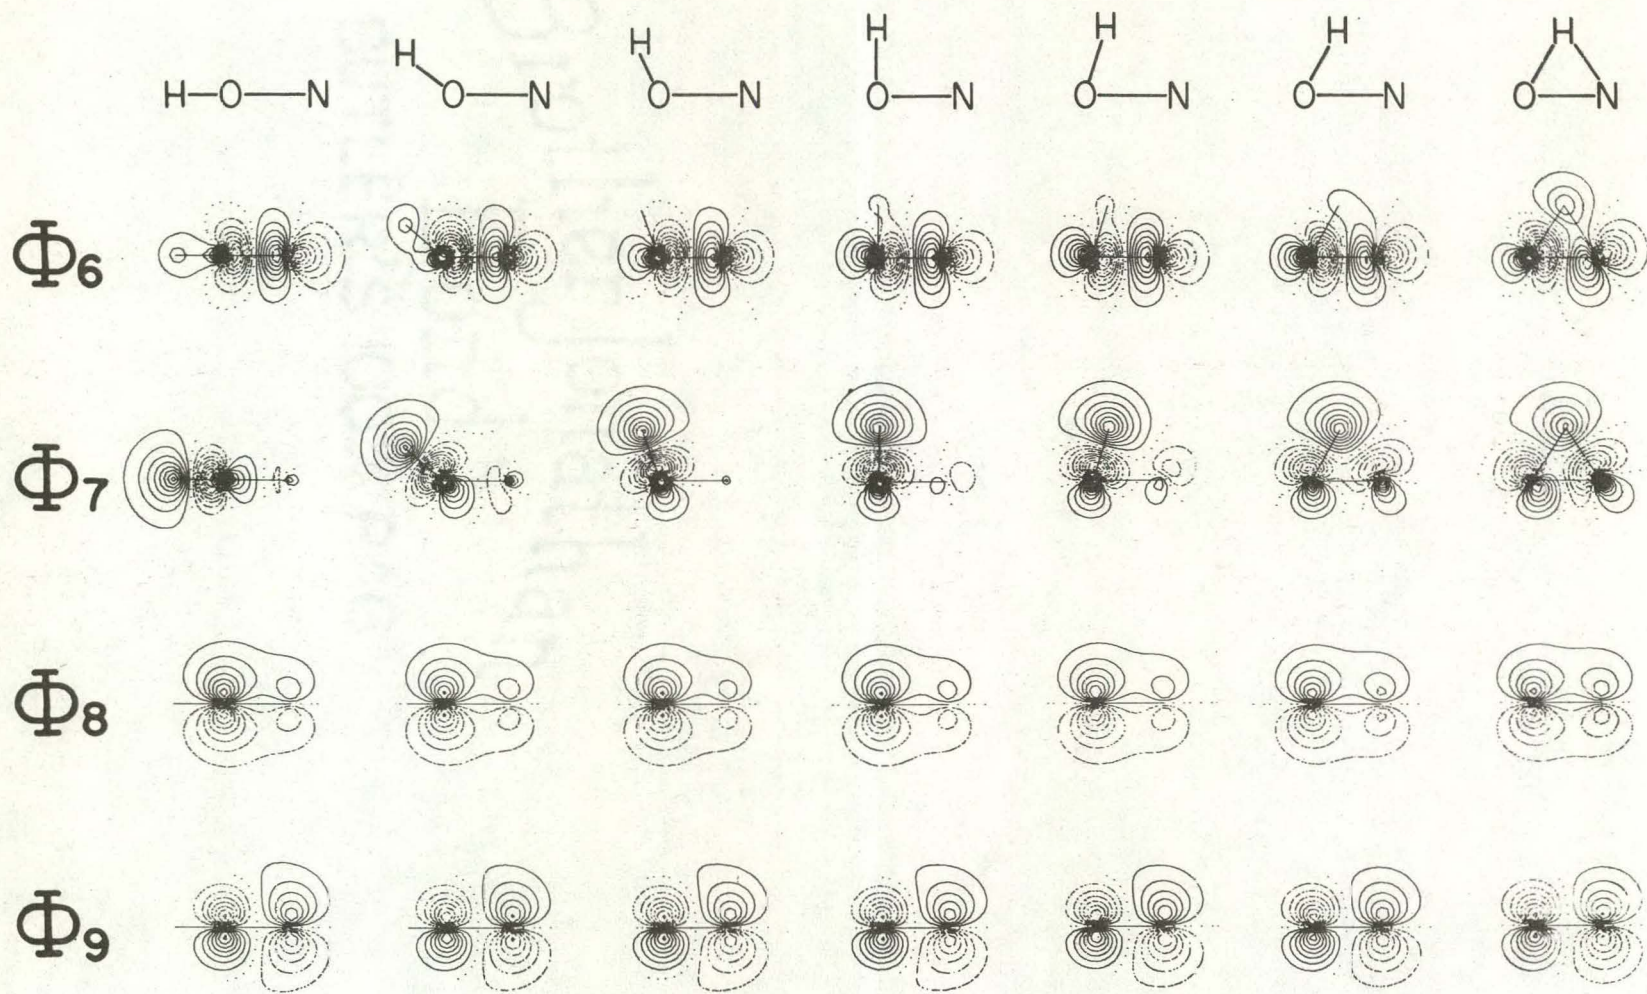 H—O—N H O—N H O—N H O—N H O—N H O—N H O—N
Φ6
Φ7
Φ8
Φ9